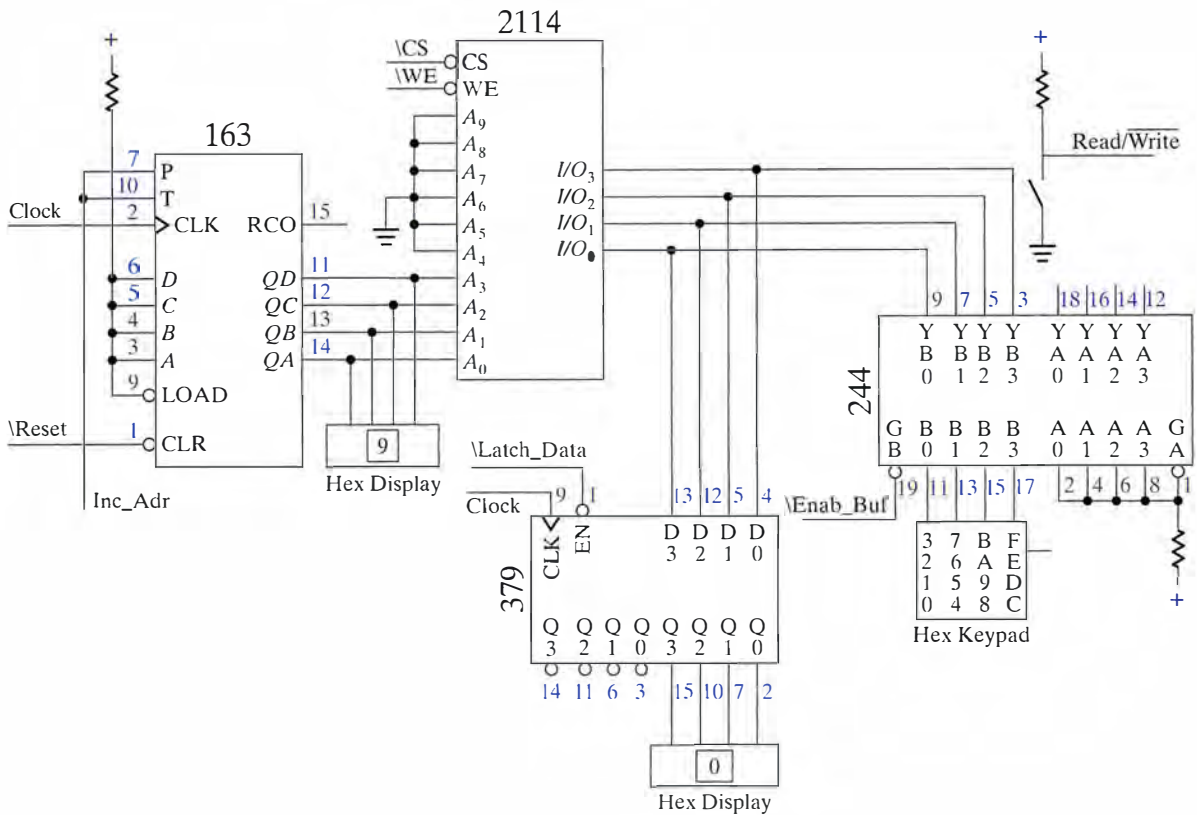 2114
+
+
\CS
CS
\WE
WE
A9
A8
A7
A6
A5
A4
A3
A2
A1
A0
I/O3
I/O2
I/O1
I/O
Read/Write
163
7
P
10
T
Clock
2
CLK
RCO
15
6
D
QD
11
5
C
QC
12
4
B
QB
13
3
A
QA
14
9
LOAD
\Reset
1
CLR
Inc_Adr
9
Hex Display
9 7 5 3 18 16 14 12
Y Y Y Y Y Y Y Y
B B B B A A A A
0 1 2 3 0 1 2 3
244
G B B B B A A A A G
B 0 1 2 3 0 1 2 3 A
19 11 13 15 17 2 4 6 8 1
\Enab_Buf
3 7 B F
2 6 A E
1 5 9 D
0 4 8 C
Hex Keypad
+
\Latch_Data
Clock
9 1 13 12 5 4
CLK EN D D D D
3 2 1 0
379
Q Q Q Q Q Q Q Q
3 2 1 0 3 2 1 0
14 11 6 3 15 10 7 2
0
Hex Display